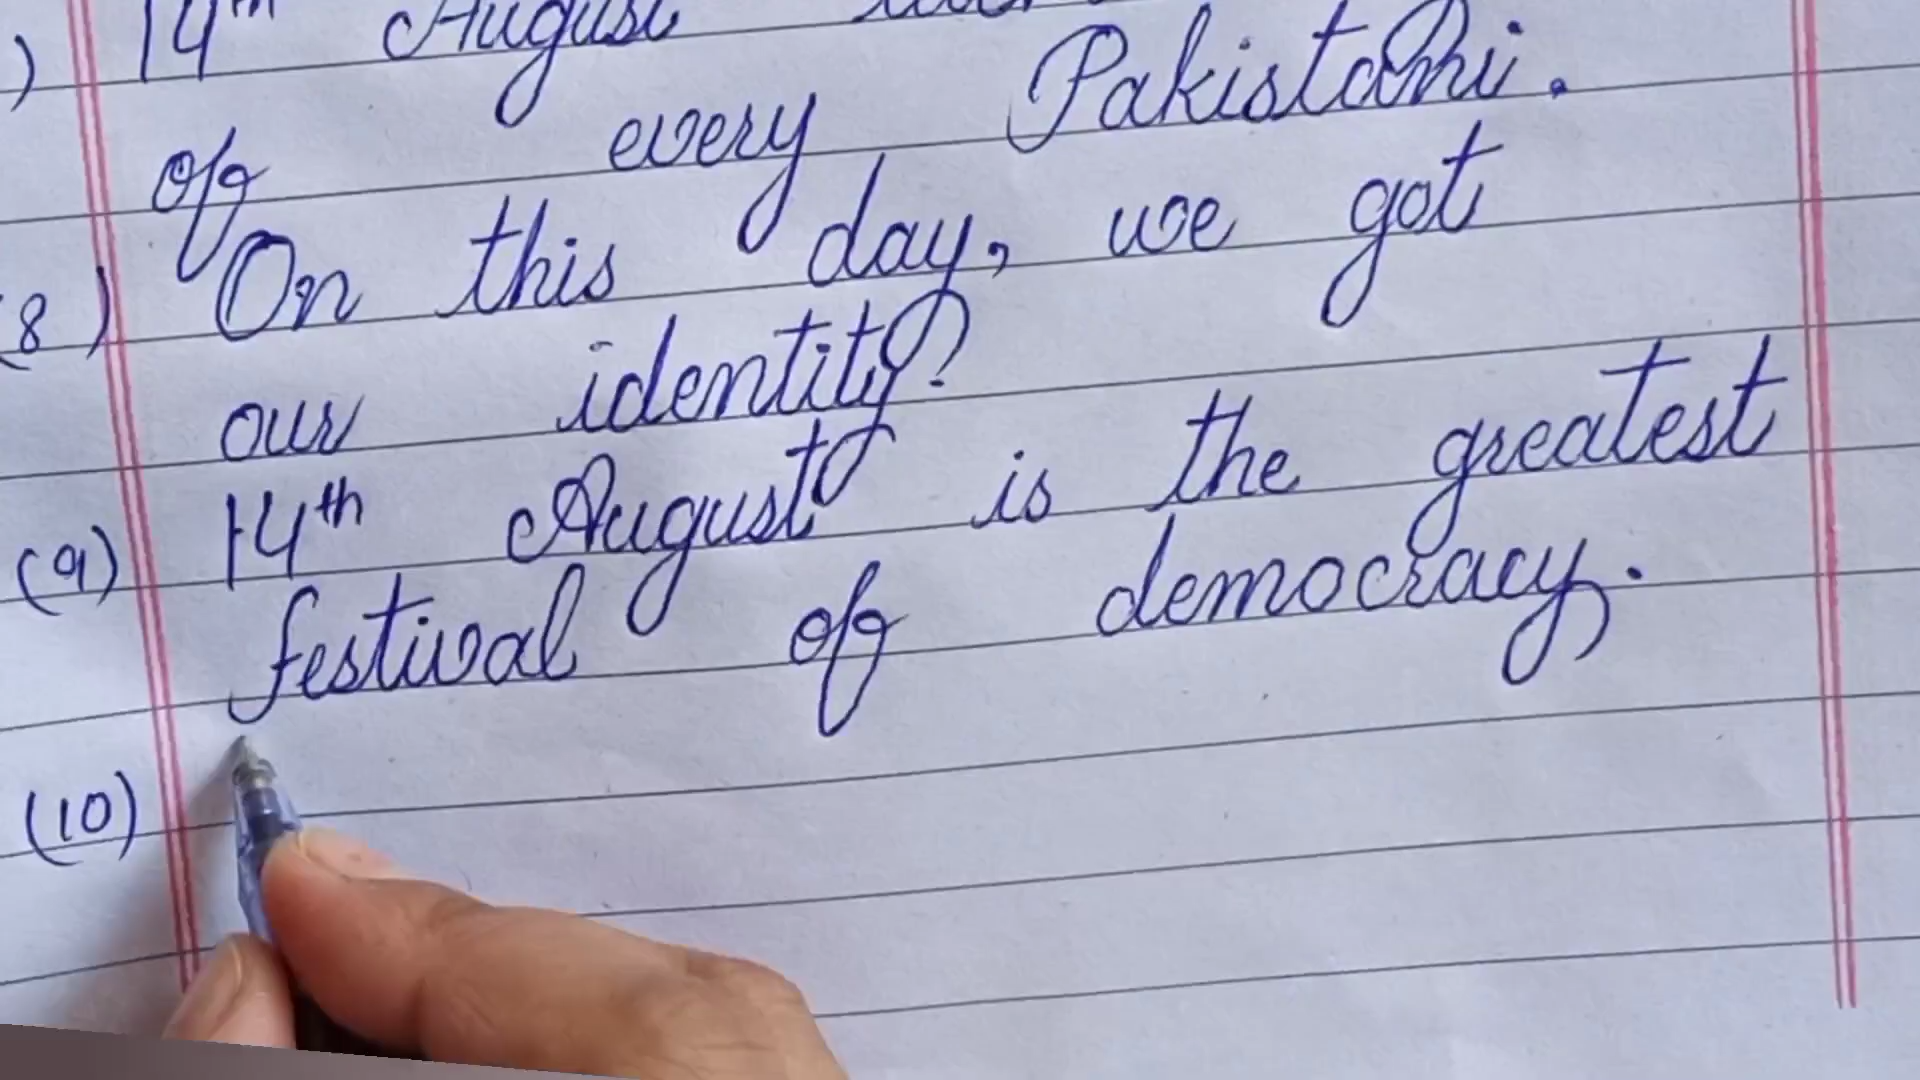 ) 14th August
of every Pakistani.
(8) On this day, we got
our identity?
(9) 14th August is the greatest
festival of democracy.
(10)